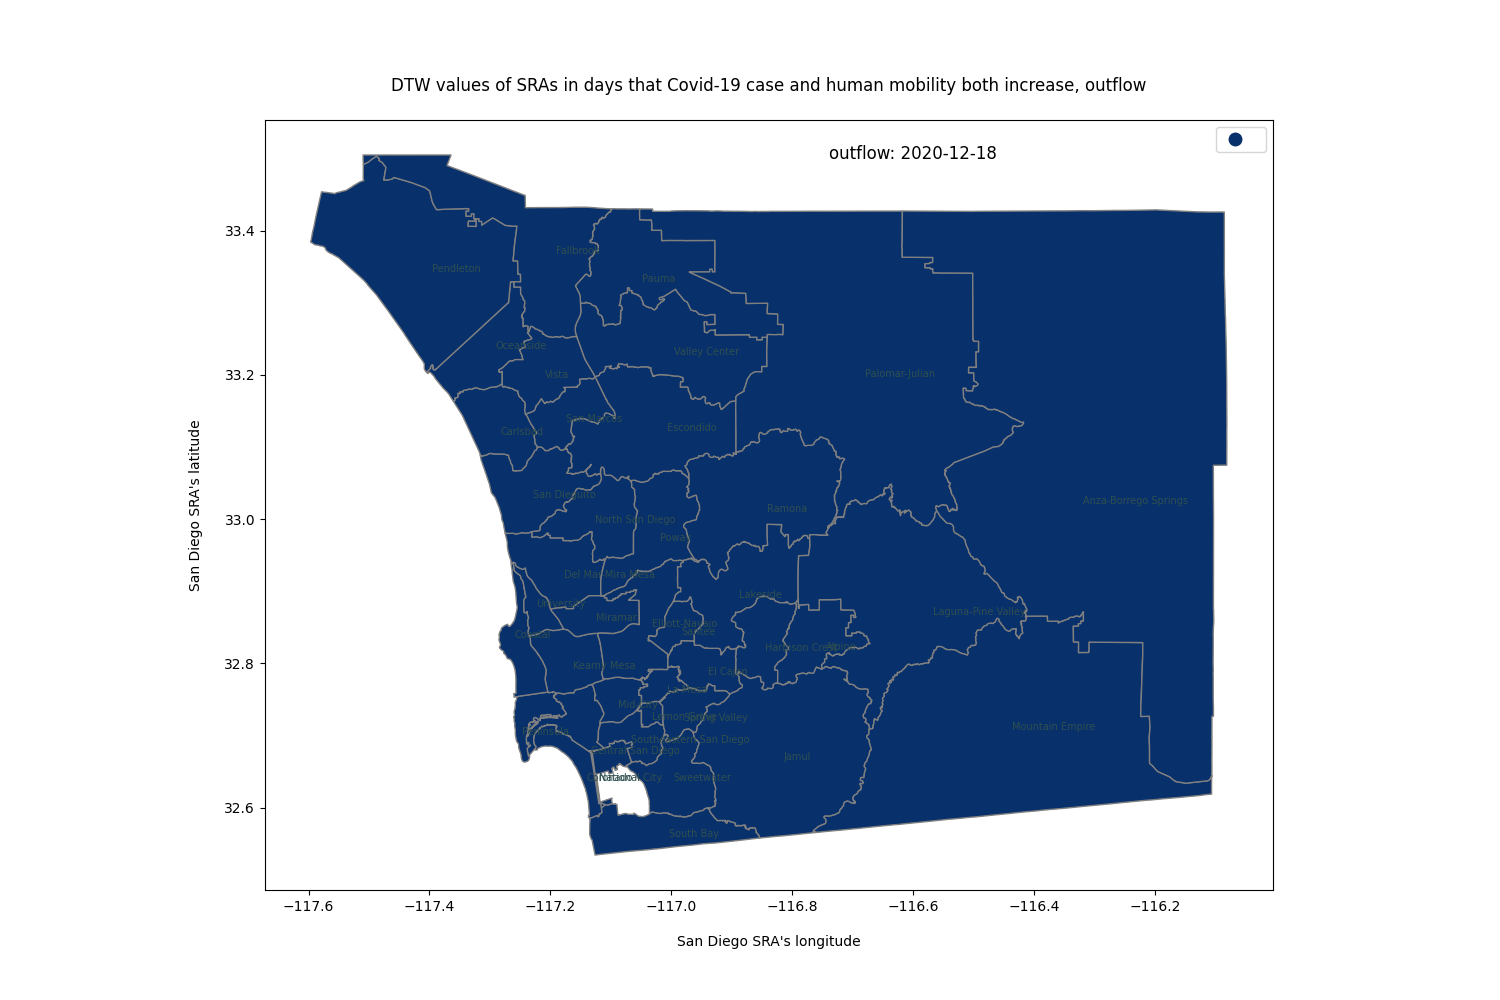 DTW values of SRAs in days that Covid-19 case and human mobility both increase, outflow
outflow: 2020-12-18
33.4
33.2
33.0
32.8
32.6
San Diego SRA's latitude
Fallbrook
Pendleton
Pauma
Oceanside
Valley Center
Vista
Palomar-Julian
San Marcos
Carlsbad
Escondido
San Dieguito
Anza-Borrego Springs
Ramona
North San Diego
Poway
Del Mar-Mira Mesa
Lakeside
University
Miramar
Laguna-Pine Valley
Elliott-Navajo
Santee
Coastal
Harbison Crest
Alpine
Kearny Mesa
El Cajon
La Mesa
Mid-City
Lemon Grove
Spring Valley
Mountain Empire
Peninsula
Southeastern San Diego
Central San Diego
Jamul
Coronado
National City
Sweetwater
South Bay
−117.6 −117.4 −117.2 −117.0 −116.8 −116.6 −116.4 −116.2
San Diego SRA's longitude